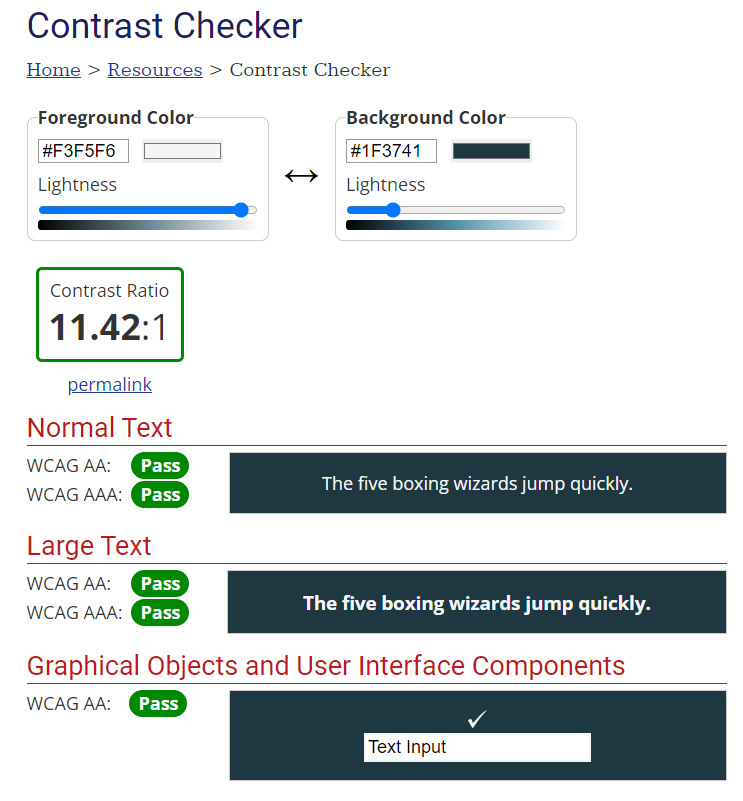 Contrast Checker
Home > Resources > Contrast Checker
Foreground Color
#F3F5F6
Lightness
Background Color
#1F3741
Lightness
Contrast Ratio
11.42:1
permalink
Normal Text
WCAG AA: Pass
WCAG AAA: Pass
The five boxing wizards jump quickly.
Large Text
WCAG AA: Pass
WCAG AAA: Pass
The five boxing wizards jump quickly.
Graphical Objects and User Interface Components
WCAG AA: Pass
Text Input